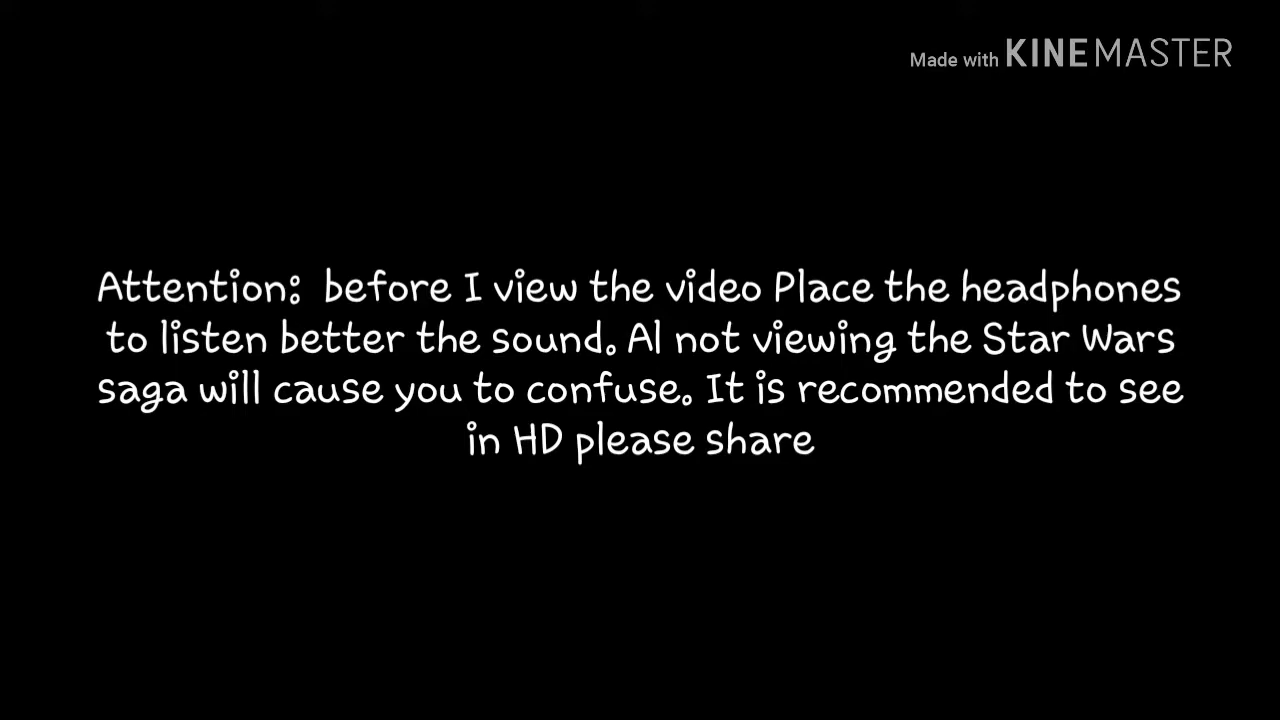 Made with KINEMASTER
Attention:  before I view the video Place the headphones
to listen better the sound. Al not viewing the Star Wars
saga will cause you to confuse. It is recommended to see
in HD please share